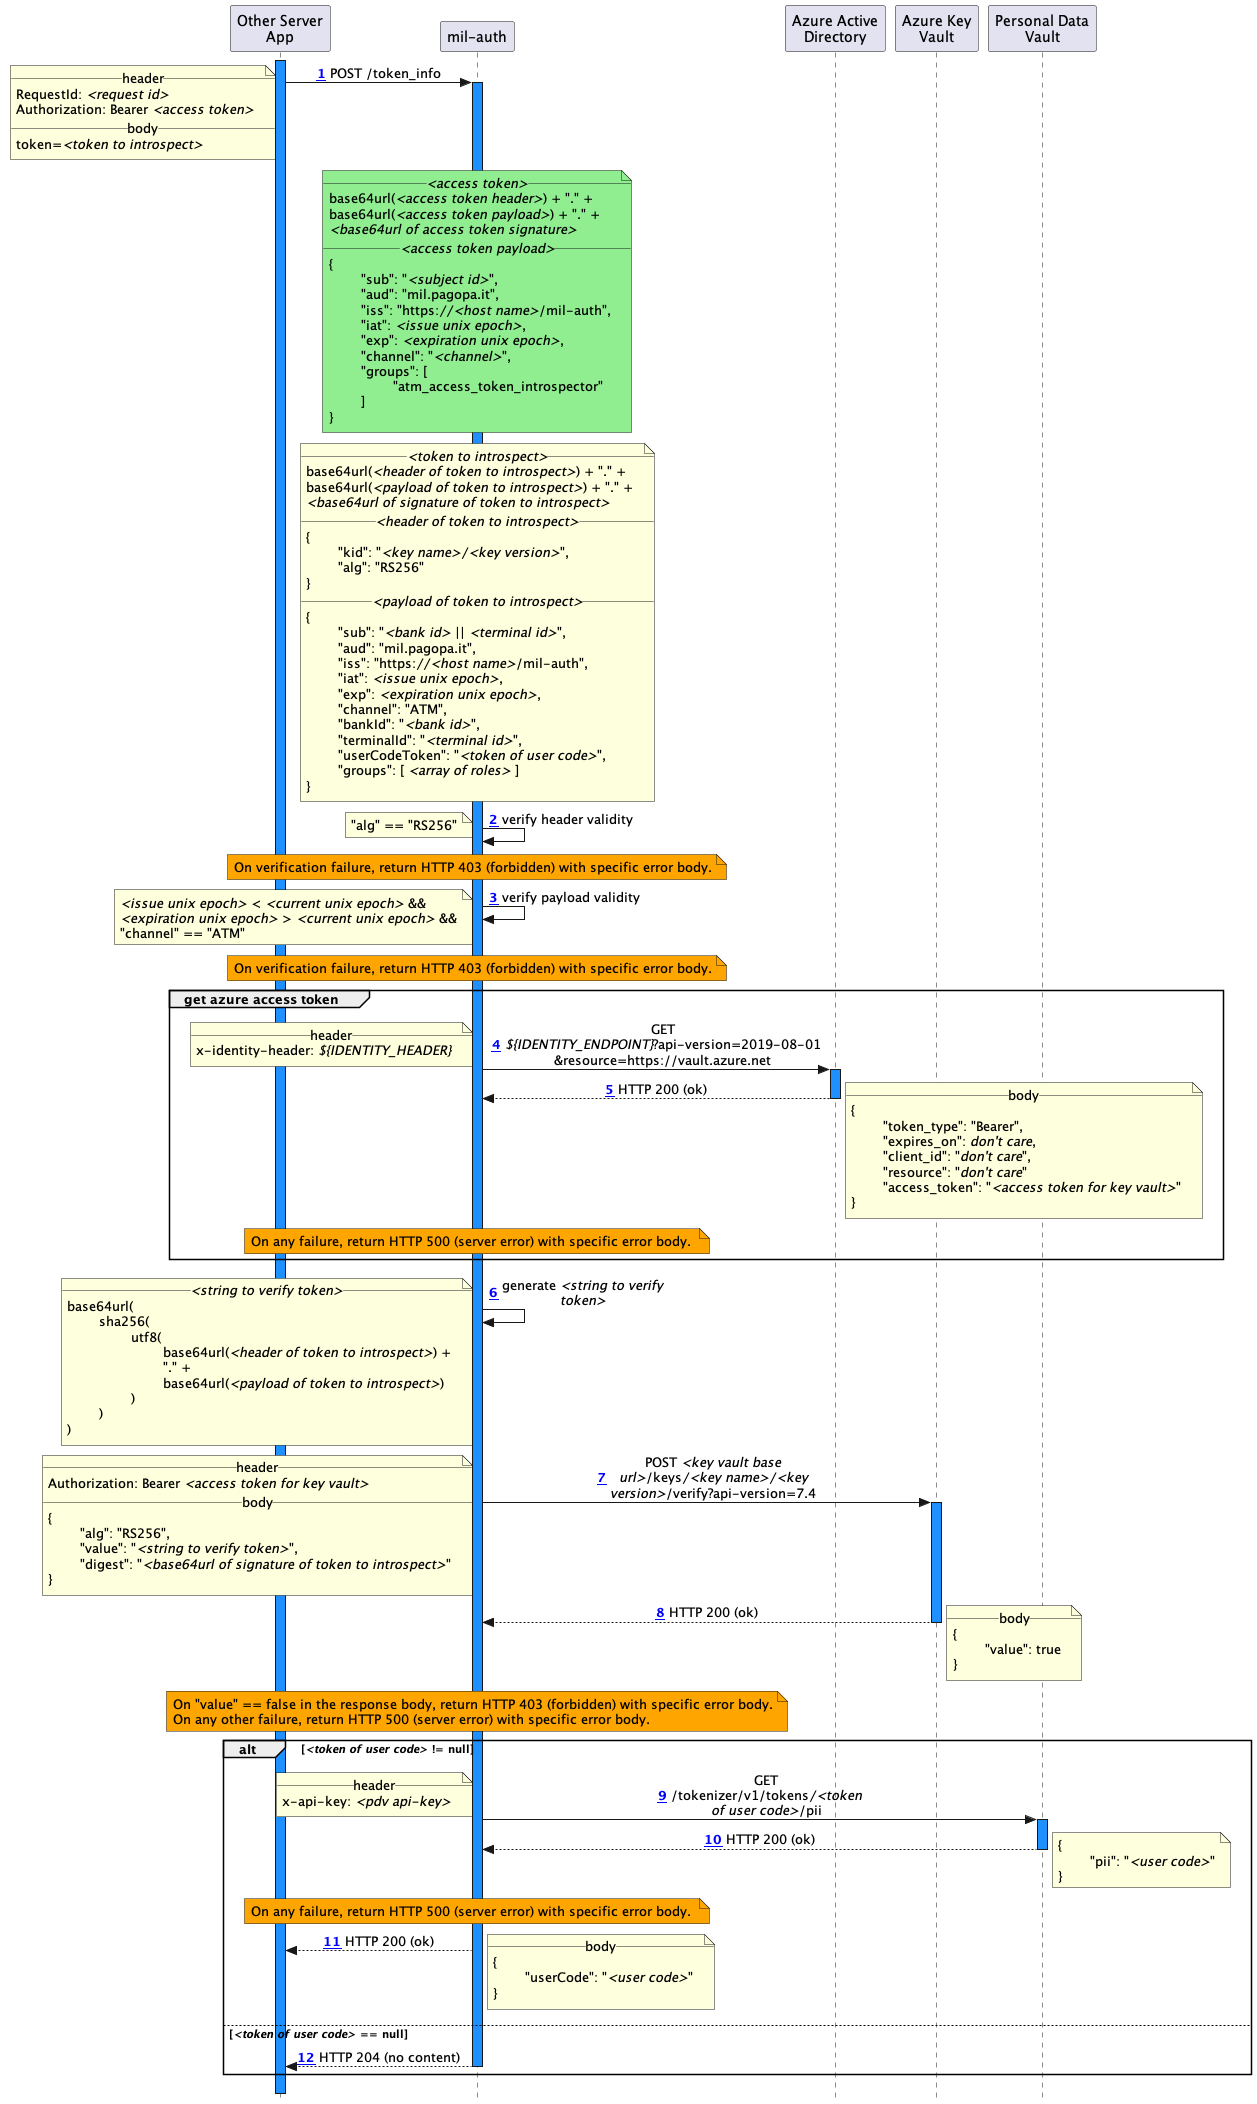 Other Server
App
mil-auth
Azure Active
Directory
Azure Key
Vault
Personal Data
Vault
header
RequestId: <request id>
Authorization: Bearer <access token>
body
token=<token to introspect>
1 POST /token_info
<access token>
base64url(<access token header>) + "." +
base64url(<access token payload>) + "." +
<base64url of access token signature>
<access token payload>
{
"sub": "<subject id>",
"aud": "mil.pagopa.it",
"iss": "https://<host name>/mil-auth",
"iat": <issue unix epoch>,
"exp": <expiration unix epoch>,
"channel": "<channel>",
"groups": [
"atm_access_token_introspector"
]
}
<token to introspect>
base64url(<header of token to introspect>) + "." +
base64url(<payload of token to introspect>) + "." +
<base64url of signature of token to introspect>
<header of token to introspect>
{
"kid": "<key name>/<key version>",
"alg": "RS256"
}
<payload of token to introspect>
{
"sub": "<bank id> || <terminal id>",
"aud": "mil.pagopa.it",
"iss": "https://<host name>/mil-auth",
"iat": <issue unix epoch>,
"exp": <expiration unix epoch>,
"channel": "ATM",
"bankId": "<bank id>",
"terminalId": "<terminal id>",
"userCodeToken": "<token of user code>",
"groups": [ <array of roles> ]
}
"alg" == "RS256"
2 verify header validity
On verification failure, return HTTP 403 (forbidden) with specific error body.
<issue unix epoch> < <current unix epoch> &&
<expiration unix epoch> > <current unix epoch> &&
"channel" == "ATM"
3 verify payload validity
On verification failure, return HTTP 403 (forbidden) with specific error body.
get azure access token
header
x-identity-header: ${IDENTITY_HEADER}
GET
4 ${IDENTITY_ENDPOINT}?api-version=2019-08-01
&resource=https://vault.azure.net
5 HTTP 200 (ok)
body
{
"token_type": "Bearer",
"expires_on": don't care,
"client_id": "don't care",
"resource": "don't care"
"access_token": "<access token for key vault>"
}
On any failure, return HTTP 500 (server error) with specific error body.
<string to verify token>
base64url(
sha256(
utf8(
base64url(<header of token to introspect>) +
"." +
base64url(<payload of token to introspect>)
)
)
)
6 generate <string to verify
token>
header
Authorization: Bearer <access token for key vault>
body
{
"alg": "RS256",
"value": "<string to verify token>",
"digest": "<base64url of signature of token to introspect>"
}
POST <key vault base
7 url>/keys/<key name>/<key
version>/verify?api-version=7.4
8 HTTP 200 (ok)
body
{
"value": true
}
On "value" == false in the response body, return HTTP 403 (forbidden) with specific error body.
On any other failure, return HTTP 500 (server error) with specific error body.
alt [<token of user code> != null]
header
x-api-key: <pdv api-key>
GET
9 /tokenizer/v1/tokens/<token
of user code>/pii
10 HTTP 200 (ok)
{
"pii": "<user code>"
}
On any failure, return HTTP 500 (server error) with specific error body.
11 HTTP 200 (ok)
body
{
"userCode": "<user code>"
}
[<token of user code> == null]
12 HTTP 204 (no content)